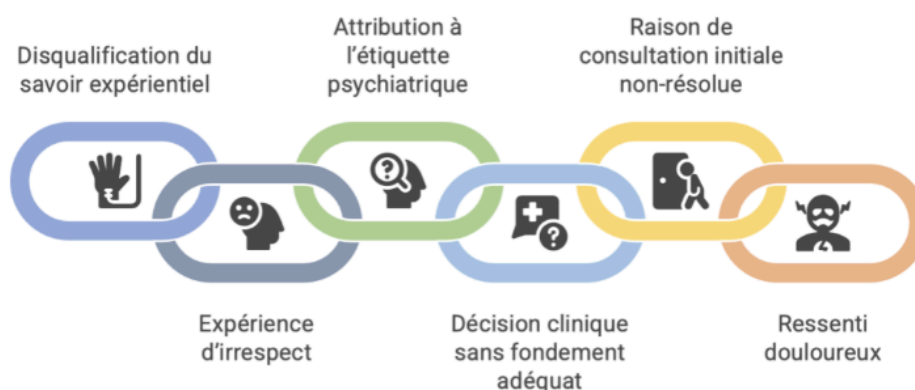 Disqualification du
savoir expérientiel
Expérience
d'irrespect
Attribution à
l'étiquette
psychiatrique
Décision clinique
sans fondement
adéquat
Raison de
consultation initiale
non-résolue
Ressenti
douloureux